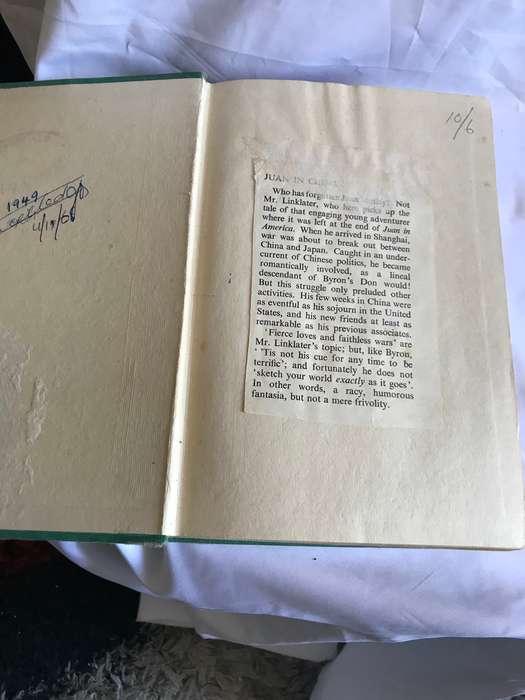 1949
4/11/60
10/6
JUAN IN
Who has Not
Mr. Linklater, who here picks up the
tale of that engaging young adventurer
where it was left at the end of Juan in
America. When he arrived in Shanghai,
war was about to break out between
China and Japan. Caught in an under-
current of Chinese politics, he became
romantically involved, as a lineal
descendant of Byron's Don would!
But this struggle only preluded other
activities. His few weeks in China were
as eventful as his sojourn in the United
States, and his new friends at least as
remarkable as his previous associates.
'Fierce loves and faithless wars' are
Mr. Linklater's topic; but, like Byron,
' 'Tis not his cue for any time to be
terrific'; and fortunately he does not
'sketch your world exactly as it goes'.
In other words, a racy, humorous
fantasia, but not a mere frivolity.